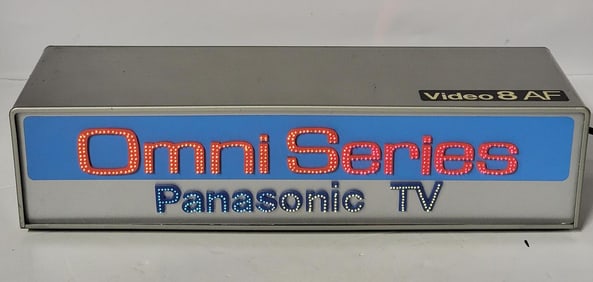 Video 8 AF
Omni Series
Panasonic TV